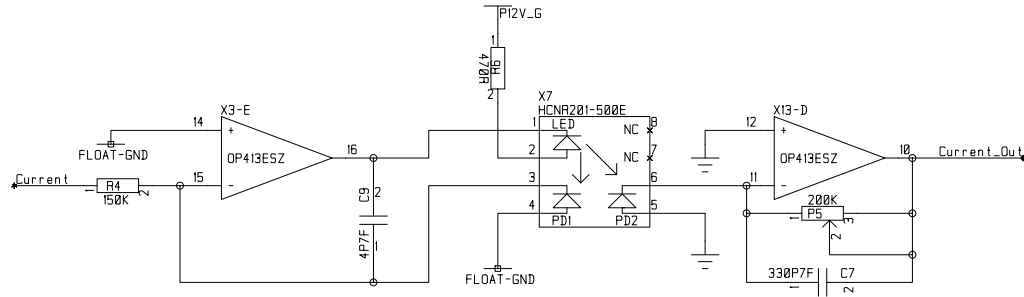 P12V_G
1
470R
R6
2
X3-E
14
+
FLOAT-GND
OP413ESZ
16
Current
1
R4
2
150K
15
-
C9
2
4P7F
1
X7
HCNR201-500E
1
LED
NC
8
2
NC
7
3
6
4
PD1
PD2
5
FLOAT-GND
X13-D
12
+
OP413ESZ
10
Current_Out
11
-
200K
1
P5
3
2
330P7F
C7
1
2